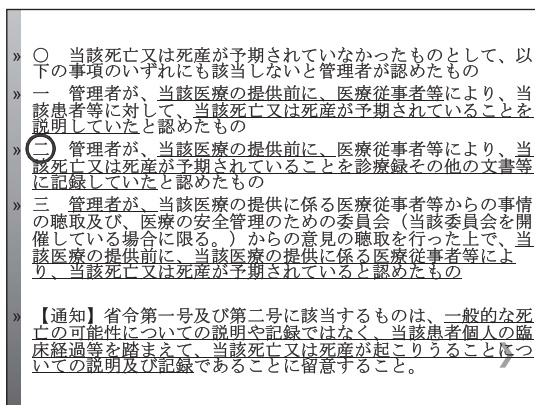 » ○　当該死亡又は死産が予期されていなかったものとして、以
下の事項のいずれにも該当しないと管理者が認めたもの
» 一　管理者が、当該医療の提供前に、医療従事者等により、当
該患者等に対して、当該死亡又は死産が予期されていることを
説明していたと認めたもの
» 二　管理者が、当該医療の提供前に、医療従事者等により、当
該死亡又は死産が予期されていることを診療録その他の文書等
に記録していたと認めたもの
» 三　管理者が、当該医療の提供に係る医療従事者等からの事情
の聴取及び、医療の安全管理のための委員会（当該委員会を開
催している場合に限る。）からの意見の聴取を行った上で、当
該医療の提供前に、当該医療の提供に係る医療従事者等によ
り、当該死亡又は死産が予期されていると認めたもの
» 【通知】省令第一号及び第二号に該当するものは、一般的な死
亡の可能性についての説明や記録ではなく、当該患者個人の臨
床経過等を踏まえて、当該死亡又は死産が起こりうることにつ
いての説明及び記録であることに留意すること。